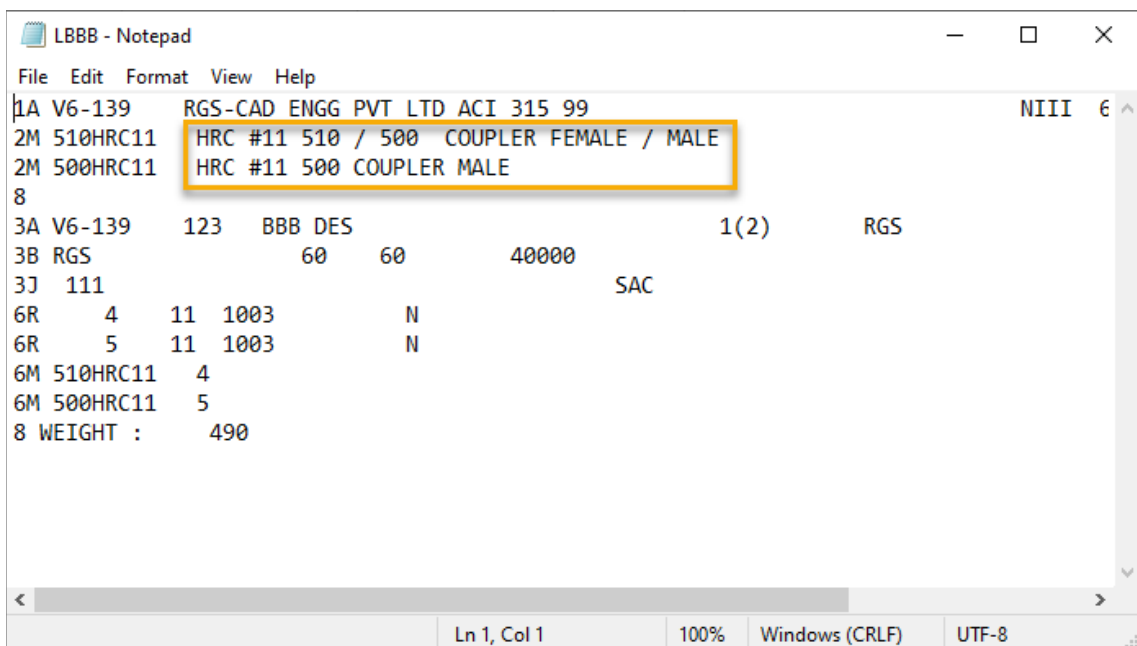 LBBB - Notepad
File Edit Format View Help
1A V6-139 RGS-CAD ENGG PVT LTD ACI 315 99 NIII 6
2M 510HRC11 HRC #11 510 / 500 COUPLER FEMALE / MALE
2M 500HRC11 HRC #11 500 COUPLER MALE
8
3A V6-139 123 BBB DES 1(2) RGS
3B RGS 60 60 40000
3J 111 SAC
6R 4 11 1003 N
6R 5 11 1003 N
6M 510HRC11 4
6M 500HRC11 5
8 WEIGHT : 490
Ln 1, Col 1 100% Windows (CRLF) UTF-8